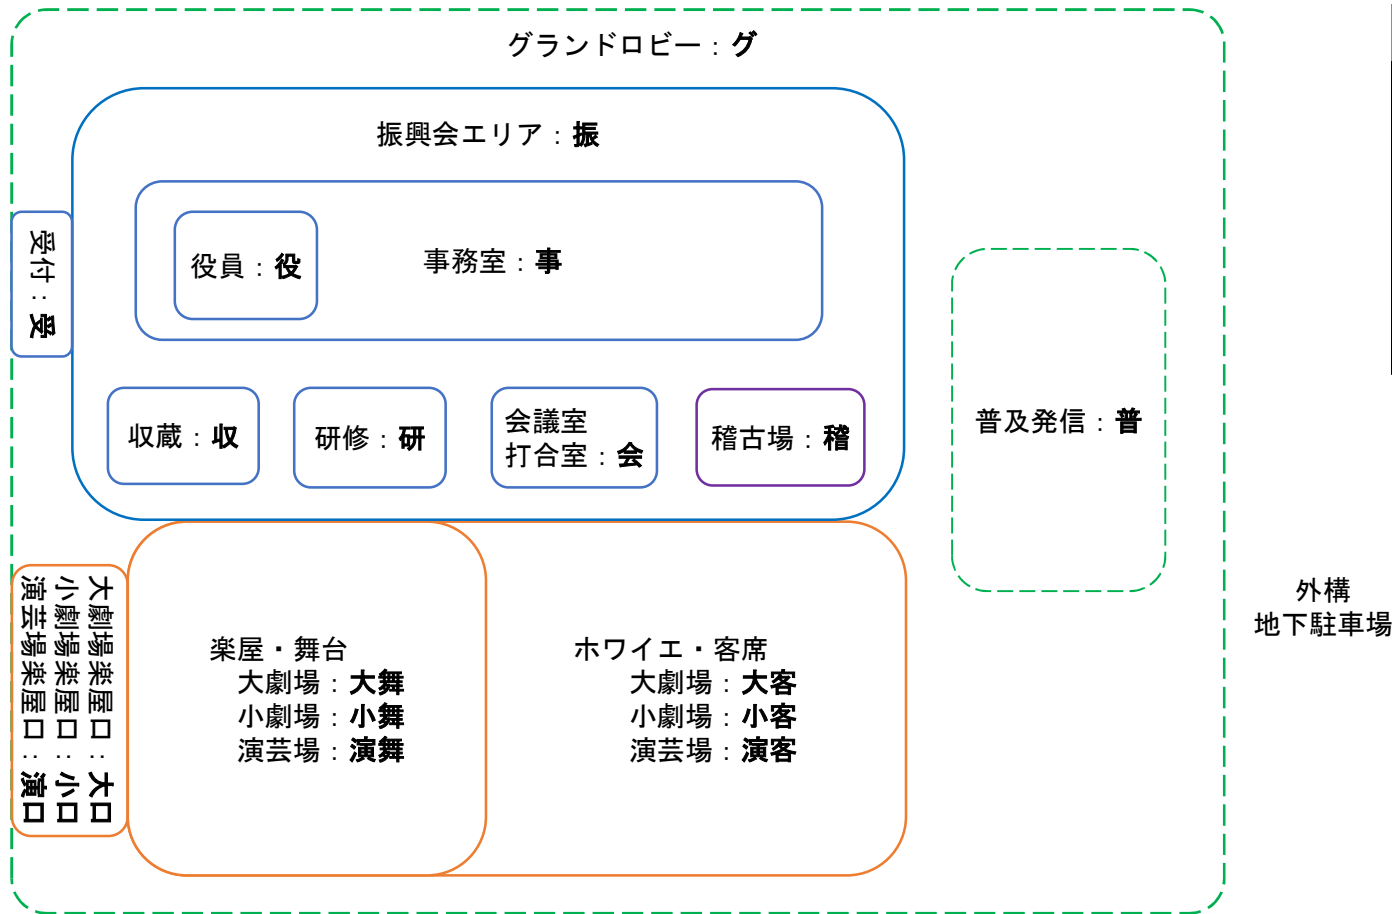 グランドロビー：グ
振興会エリア：振
受付：受
役員：役
事務室：事
収蔵：収
研修：研
会議室
打合室：会
稽古場：稽
普及発信：普
大劇場楽屋口：大口
小劇場楽屋口：小口
演芸場楽屋口：演口
楽屋・舞台
大劇場：大舞
小劇場：小舞
演芸場：演舞
ホワイエ・客席
大劇場：大客
小劇場：小客
演芸場：演客
外構
地下駐車場